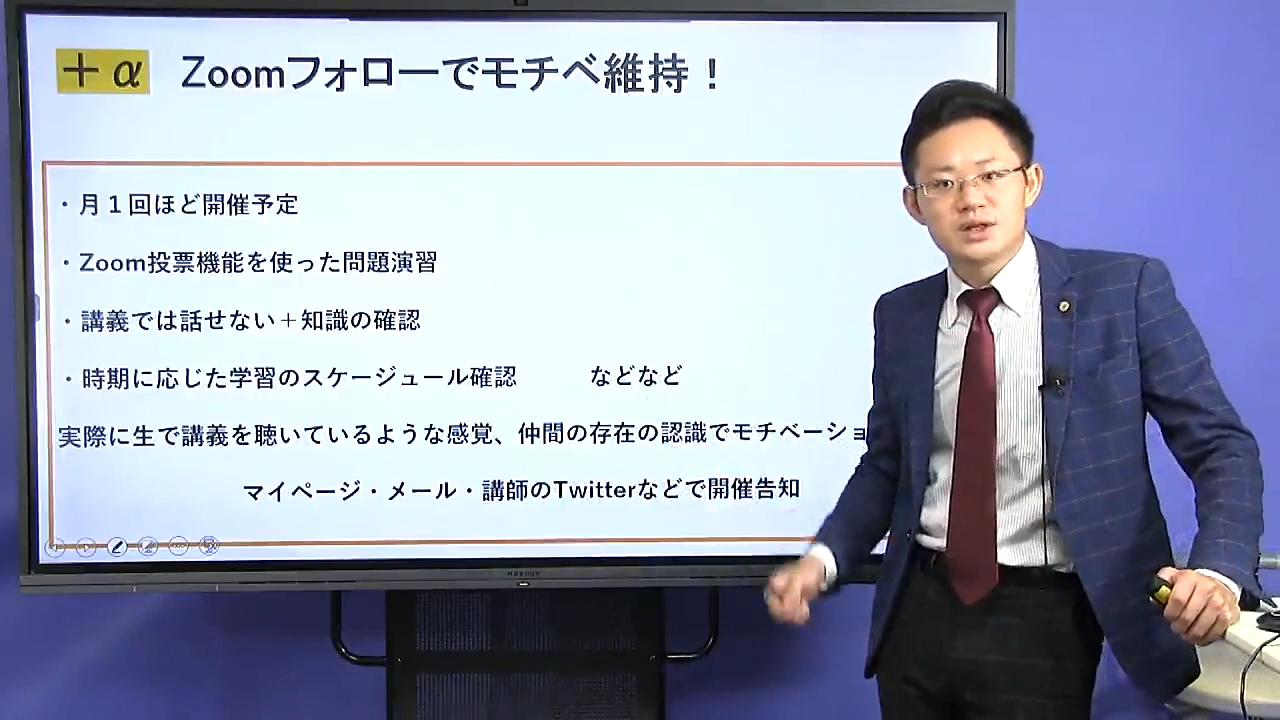 ＋α Zoomフォローでモチベ維持！
・月１回ほど開催予定
・Zoom投票機能を使った問題演習
・講義では話せない＋知識の確認
・時期に応じた学習のスケージュール確認　　などなど
実際に生で講義を聴いているような感覚、仲間の存在の認識でモチベーショ
マイページ・メール・講師のTwitterなどで開催告知